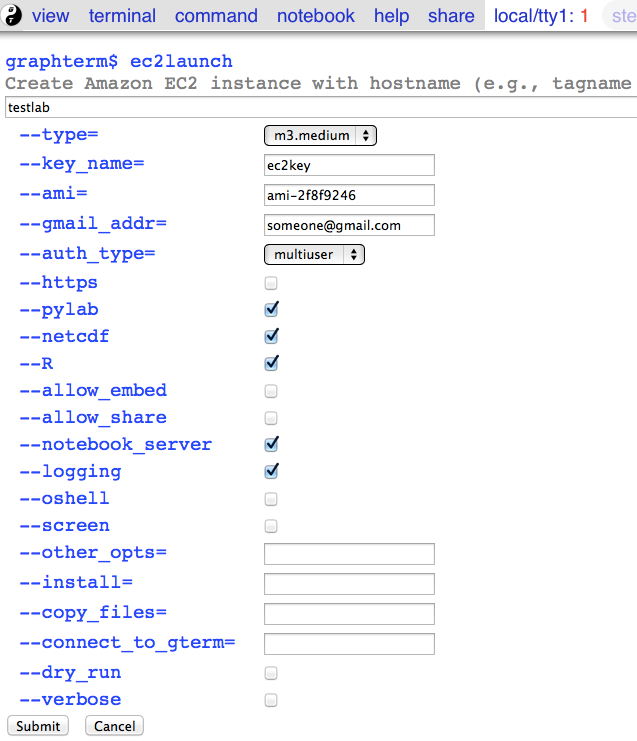 view terminal command notebook help share local/tty1: 1 ste
graphterm$ ec2launch
Create Amazon EC2 instance with hostname (e.g., tagname
testlab
--type= m3.medium
--key_name= ec2key
--ami= ami-2f8f9246
--gmail_addr= someone@gmail.com
--auth_type= multiuser
--https
--pylab
--netcdf
--R
--allow_embed
--allow_share
--notebook_server
--logging
--oshell
--screen
--other_opts=
--install=
--copy_files=
--connect_to_gterm=
--dry_run
--verbose
Submit Cancel